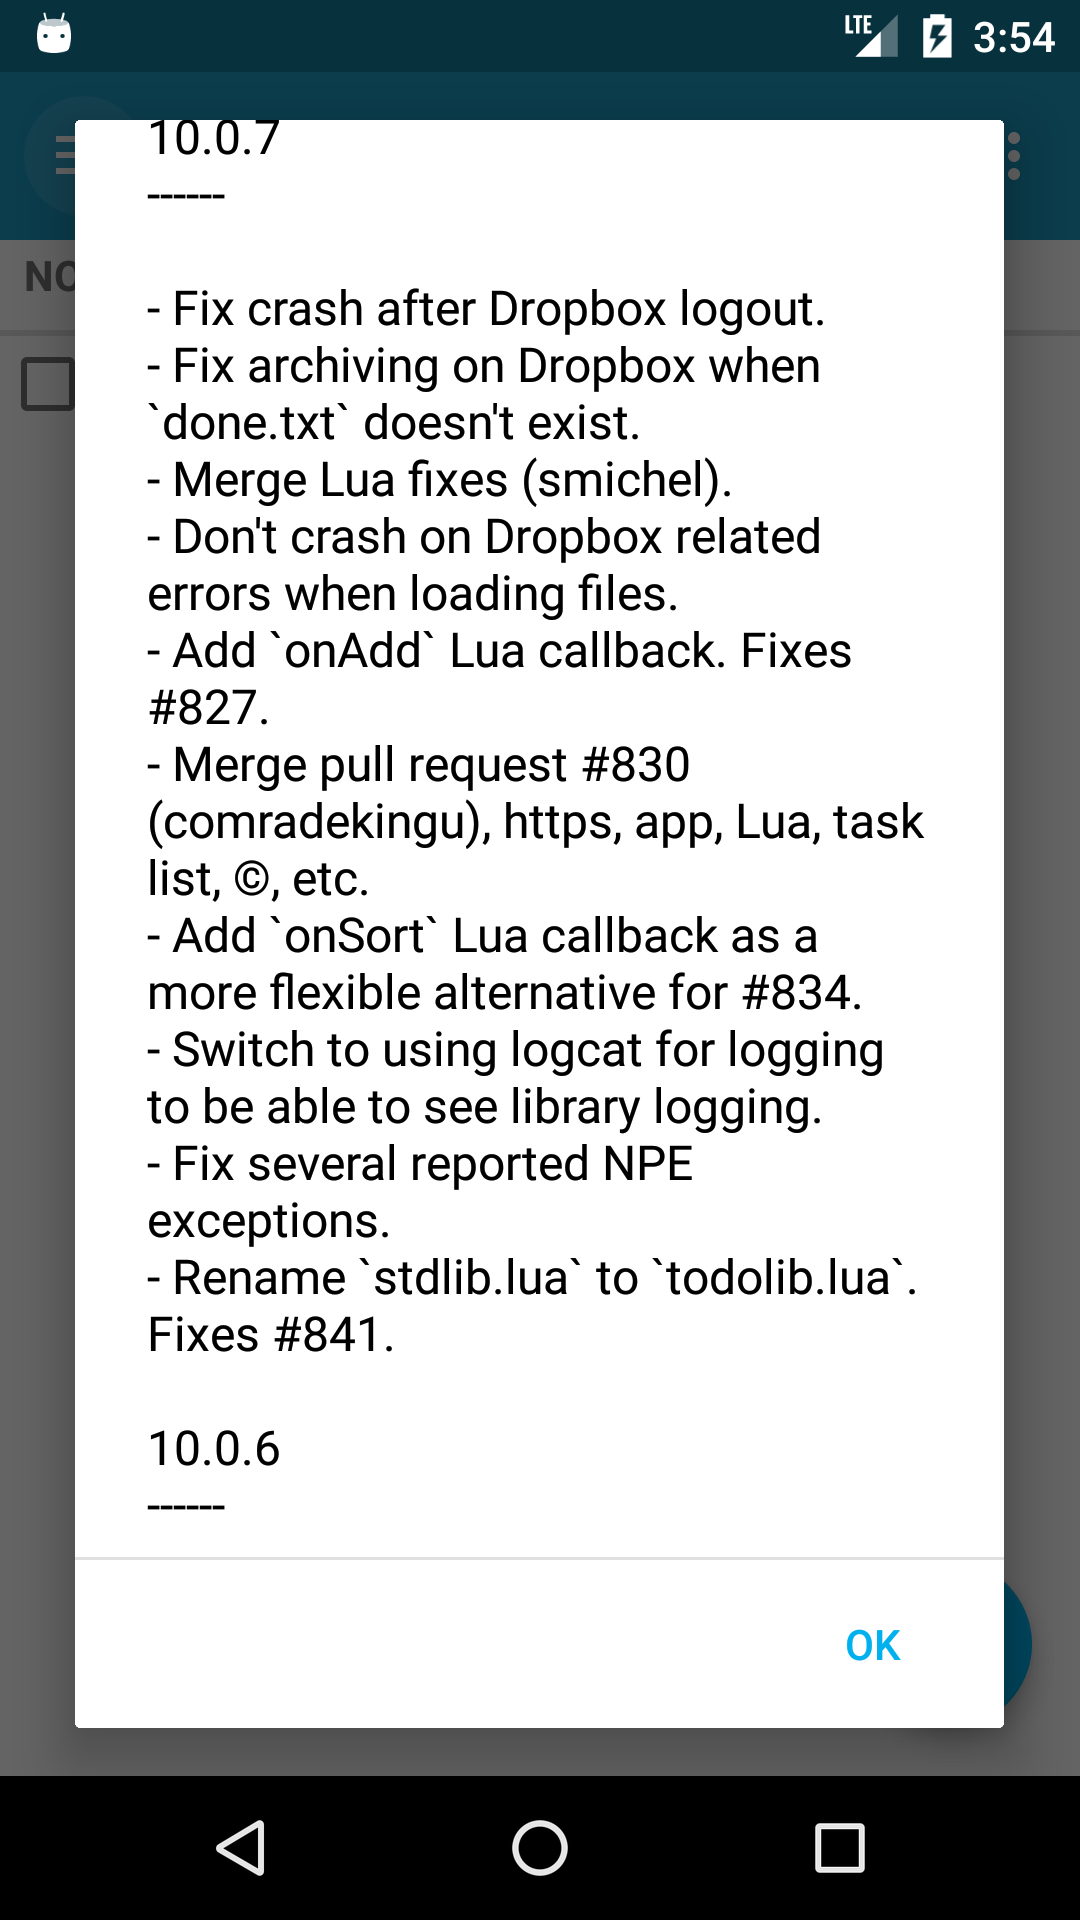 LTE 3:54
10.0.7
------
NO
- Fix crash after Dropbox logout.
- Fix archiving on Dropbox when
`done.txt` doesn't exist.
- Merge Lua fixes (smichel).
- Don't crash on Dropbox related
errors when loading files.
- Add `onAdd` Lua callback. Fixes
#827.
- Merge pull request #830
(comradekingu), https, app, Lua, task
list, ©, etc.
- Add `onSort` Lua callback as a
more flexible alternative for #834.
- Switch to using logcat for logging
to be able to see library logging.
- Fix several reported NPE
exceptions.
- Rename `stdlib.lua` to `todolib.lua`.
Fixes #841.
10.0.6
------
OK